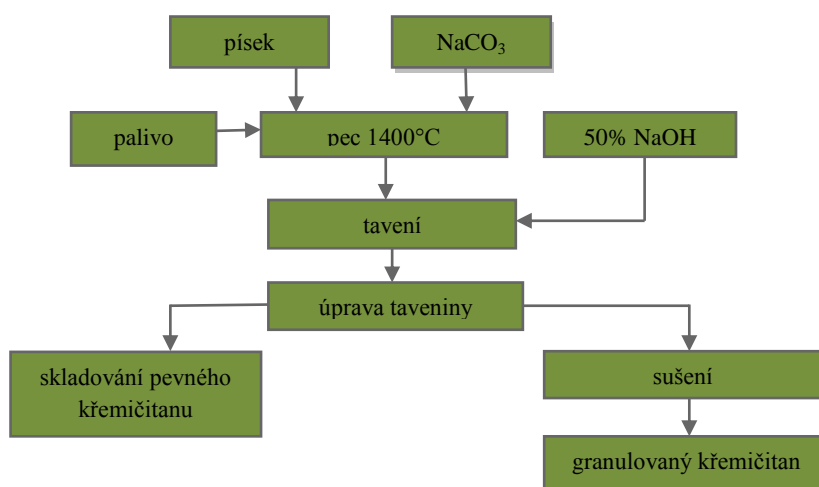 písek
NaCO₃
palivo
pec 1400°C
50% NaOH
tavení
úprava taveniny
skladování pevného
křemičitanu
sušení
granulovaný křemičitan